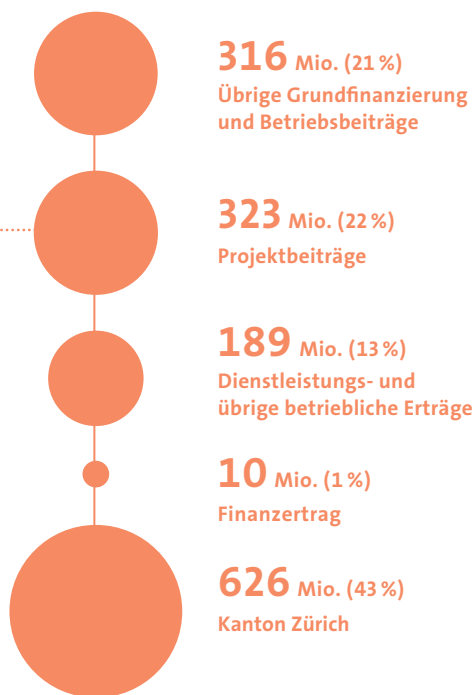 316 Mio. (21 %)
Übrige Grundfinanzierung
und Betriebsbeiträge
323 Mio. (22 %)
Projektbeiträge
189 Mio. (13 %)
Dienstleistungs- und
übrige betriebliche Erträge
10 Mio. (1 %)
Finanzertrag
626 Mio. (43 %)
Kanton Zürich